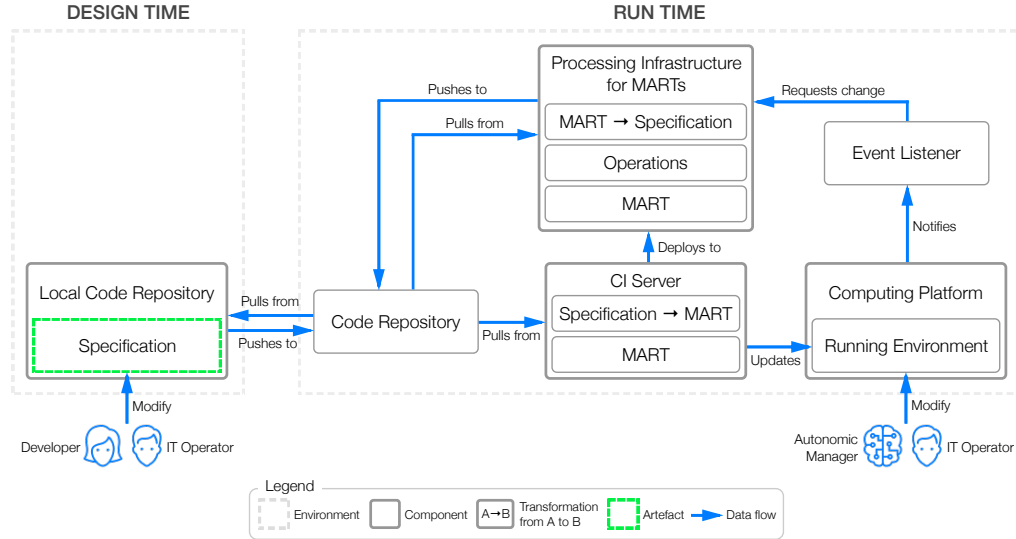 DESIGN TIME
RUN TIME
Processing Infrastructure
for MARTs
MART → Specification
Operations
MART
Pushes to
Pulls from
Requests change
Event Listener
Notifies
Deploys to
Local Code Repository
Specification
Pulls from
Pushes to
Code Repository
Pulls from
CI Server
Specification → MART
MART
Updates
Computing Platform
Running Environment
Modify
Developer
IT Operator
Modify
Autonomic
Manager
IT Operator
Legend
Environment
Component
A→B
Transformation
from A to B
Artefact
Data flow